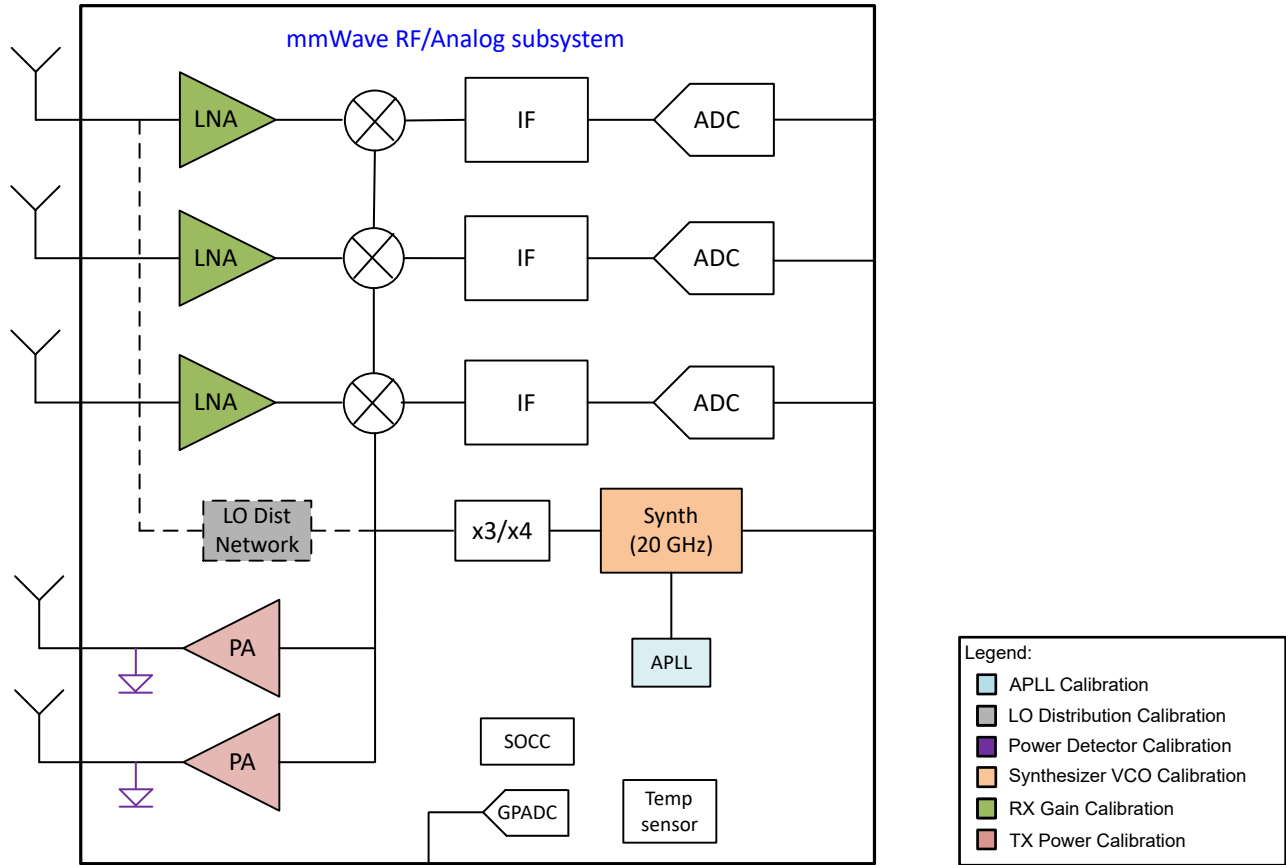 mmWave RF/Analog subsystem
LNA
IF
ADC
LNA
IF
ADC
LNA
IF
ADC
LO Dist
Network
x3/x4
Synth
(20 GHz)
PA
APLL
PA
SOCC
GPADC
Temp
sensor
Legend:
APLL Calibration
LO Distribution Calibration
Power Detector Calibration
Synthesizer VCO Calibration
RX Gain Calibration
TX Power Calibration